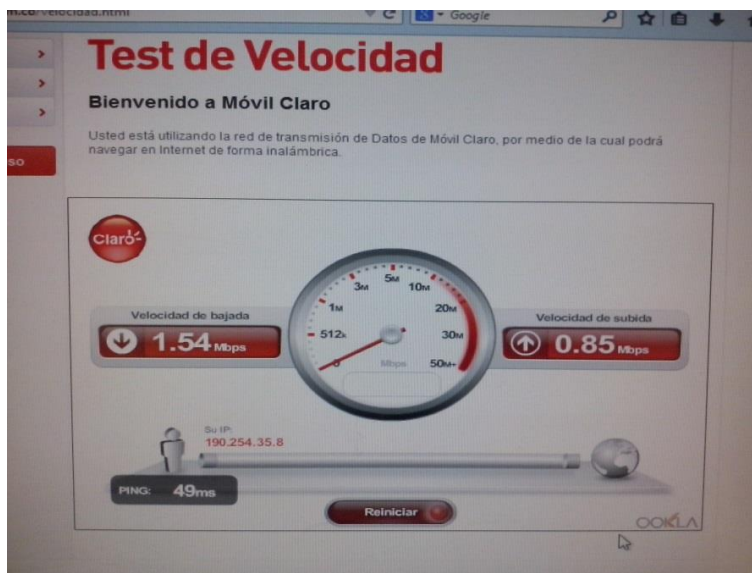 Google
Test de Velocidad
Bienvenido a Móvil Claro
Usted está utilizando la red de transmisión de Datos de Móvil Claro, por medio de la cual podrá
navegar en Internet de forma inalámbrica.
Claro
Velocidad de bajada
1.54 Mbps
0
512k
1M
3M
5M
10M
20M
30M
50M+
Mbps
Velocidad de subida
0.85 Mbps
Su IP:
190.254.35.8
PING: 49ms
Reiniciar
OOKLA